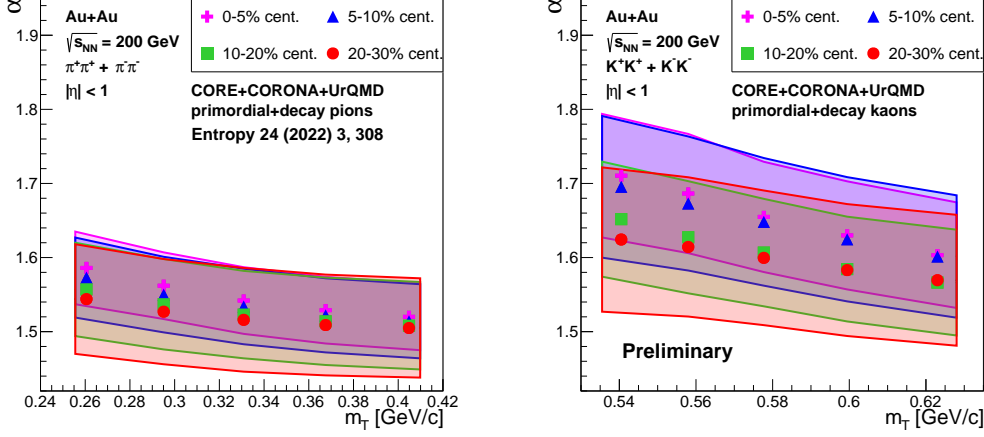 α
Au+Au
√s_NN = 200 GeV
π⁺π⁺ + π⁻π⁻
|η| < 1
0-5% cent.
5-10% cent.
10-20% cent.
20-30% cent.
CORE+CORONA+UrQMD
primordial+decay pions
Entropy 24 (2022) 3, 308
1.9
1.8
1.7
1.6
1.5
0.24 0.26 0.28 0.3 0.32 0.34 0.36 0.38 0.4 0.42
m_T [GeV/c]
α
Au+Au
√s_NN = 200 GeV
K⁺K⁺ + K⁻K⁻
|η| < 1
0-5% cent.
5-10% cent.
10-20% cent.
20-30% cent.
CORE+CORONA+UrQMD
primordial+decay kaons
1.9
1.8
1.7
1.6
1.5
Preliminary
0.54 0.56 0.58 0.6 0.62
m_T [GeV/c]